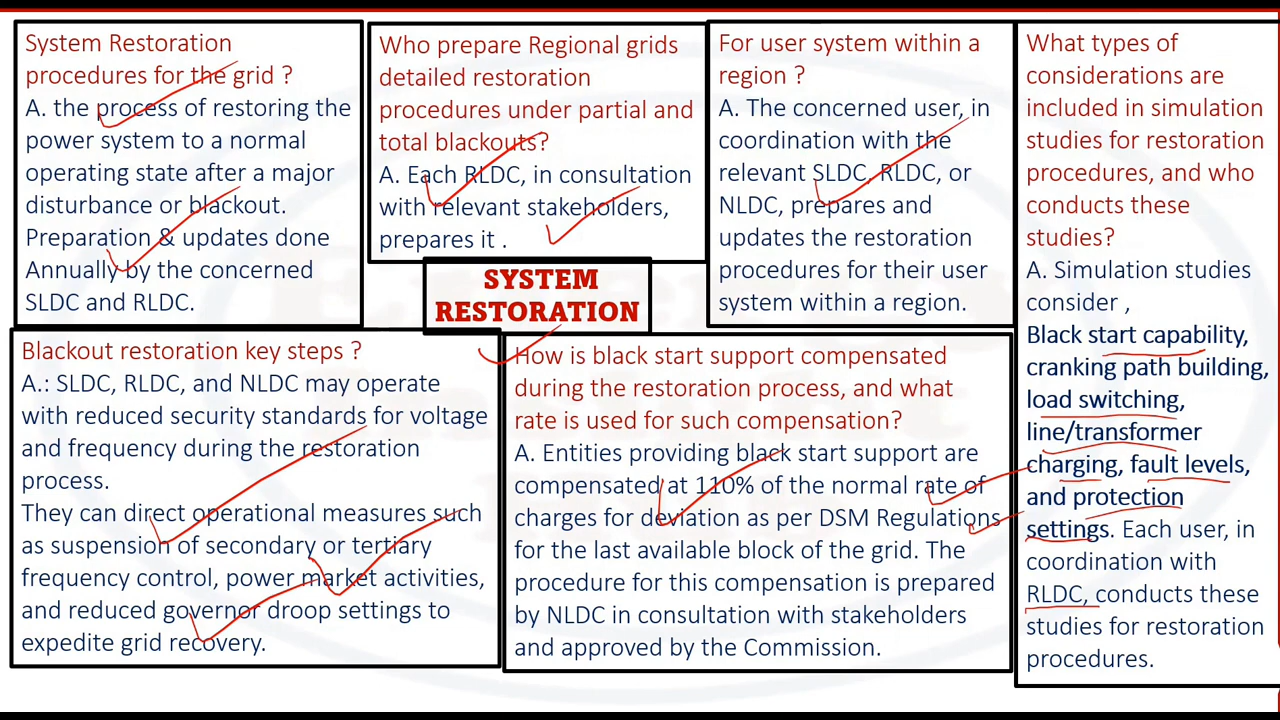 System Restoration
procedures for the grid ?
A. the process of restoring the
power system to a normal
operating state after a major
disturbance or blackout.
Preparation & updates done
Annually by the concerned
SLDC and RLDC.
Who prepare Regional grids
detailed restoration
procedures under partial and
total blackouts?
A. Each RLDC, in consultation
with relevant stakeholders,
prepares it .
For user system within a
region ?
A. The concerned user, in
coordination with the
relevant SLDC, RLDC, or
NLDC, prepares and
updates the restoration
procedures for their user
system within a region.
What types of
considerations are
included in simulation
studies for restoration
procedures, and who
conducts these
studies?
A. Simulation studies
consider ,
Black start capability,
cranking path building,
load switching,
line/transformer
charging, fault levels,
and protection
settings. Each user, in
coordination with
RLDC, conducts these
studies for restoration
procedures.
SYSTEM
RESTORATION
Blackout restoration key steps ?
A.: SLDC, RLDC, and NLDC may operate
with reduced security standards for voltage
and frequency during the restoration
process.
They can direct operational measures such
as suspension of secondary or tertiary
frequency control, power market activities,
and reduced governor droop settings to
expedite grid recovery.
How is black start support compensated
during the restoration process, and what
rate is used for such compensation?
A. Entities providing black start support are
compensated at 110% of the normal rate of
charges for deviation as per DSM Regulations
for the last available block of the grid. The
procedure for this compensation is prepared
by NLDC in consultation with stakeholders
and approved by the Commission.